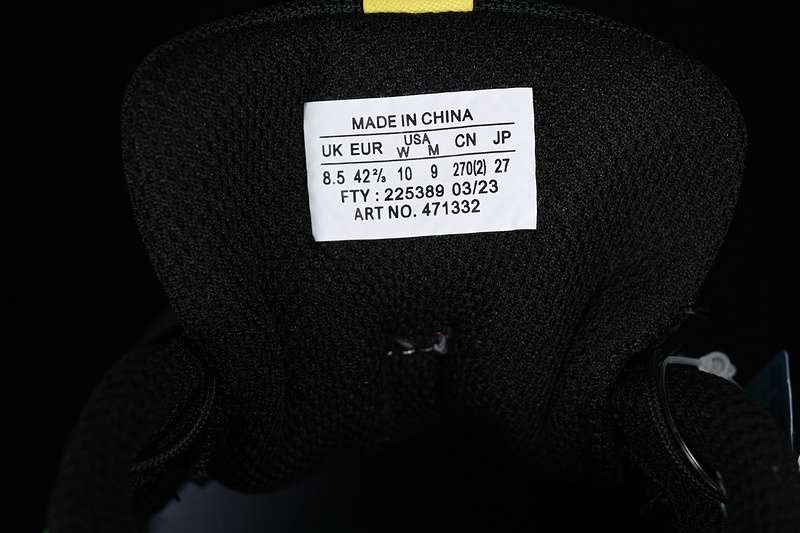 MADE IN CHINA
UK EUR USA CN JP
W M
8.5 42⅔ 10 9 270(2) 27
FTY : 225389 03/23
ART NO. 471332